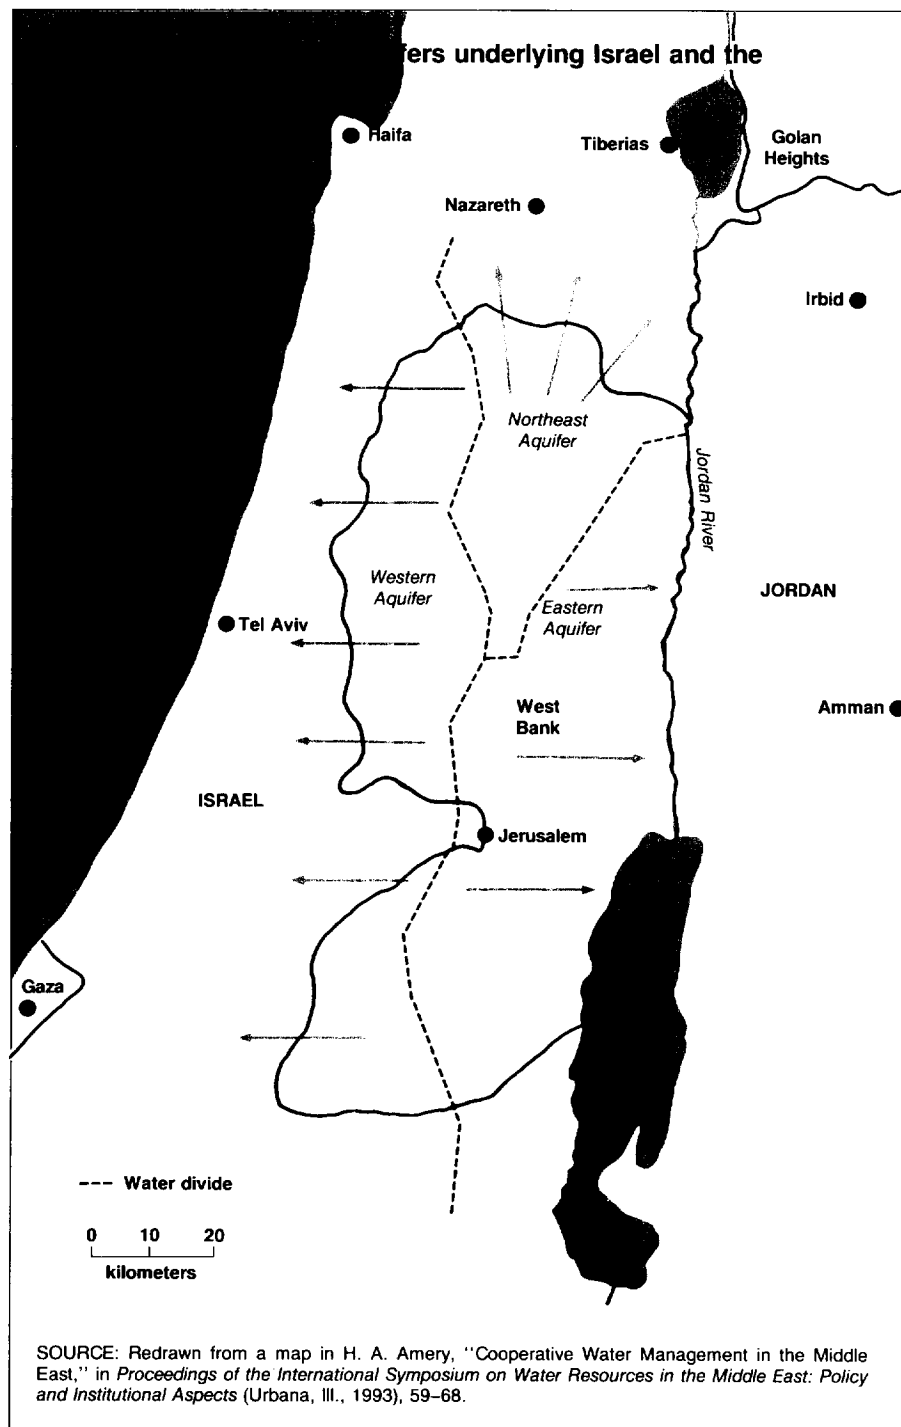 underlying Israel and the
Haifa
Tiberias
Golan
Heights
Nazareth
Irbid
Northeast
Aquifer
Jordan River
Western
Aquifer
Eastern
Aquifer
JORDAN
Tel Aviv
West
Bank
Amman
ISRAEL
Jerusalem
Gaza
--- Water divide
0 10 20
kilometers
SOURCE: Redrawn from a map in H. A. Amery, "Cooperative Water Management in the Middle
East," in Proceedings of the International Symposium on Water Resources in the Middle East: Policy
and Institutional Aspects (Urbana, Ill., 1993), 59–68.